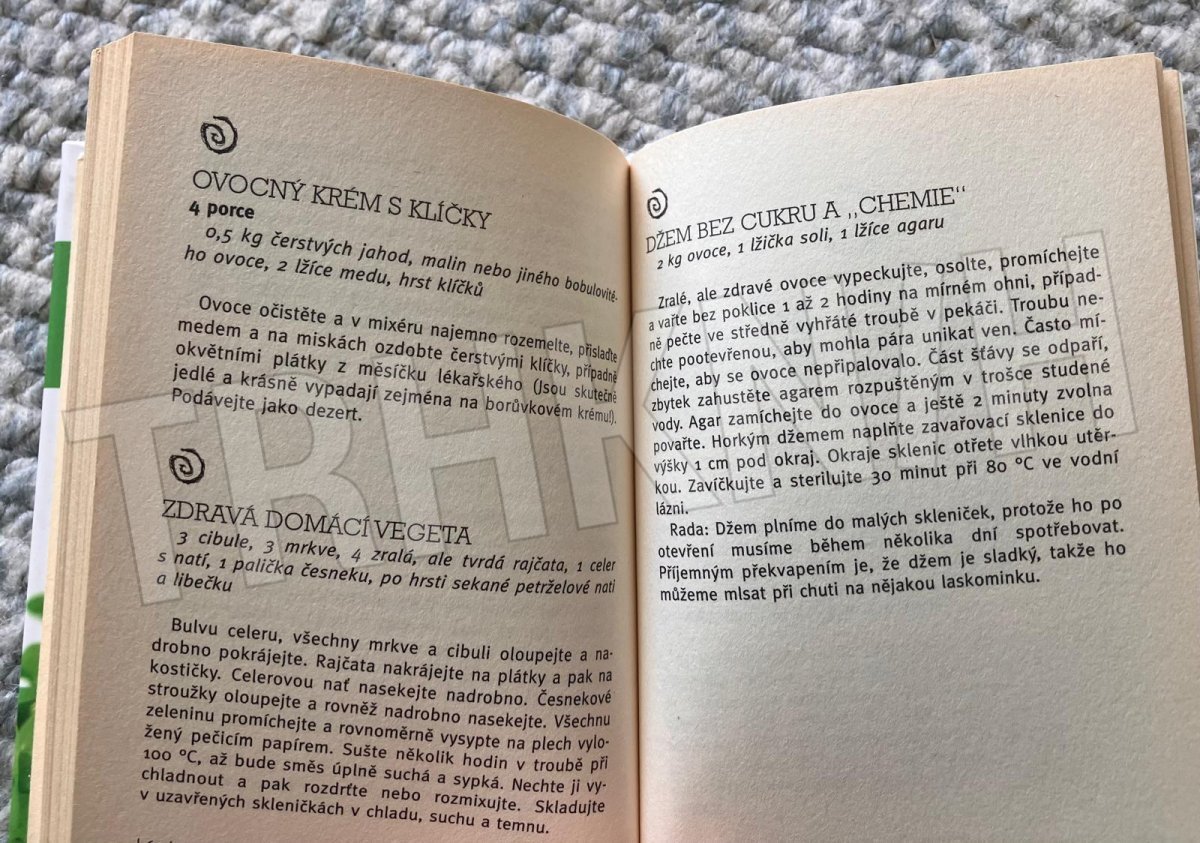 OVOCNÝ KRÉM S KLÍČKY
4 porce
0,5 kg čerstvých jahod, malin nebo jiného bobulovité-
ho ovoce, 2 lžíce medu, hrst klíčků
Ovoce očistěte a v mixéru najemno rozemelte, přislaďte
medem a na miskách ozdobte čerstvými klíčky, případně
okvětními plátky z měsíčku lékařského (Jsou skutečně
jedlé a krásně vypadají zejména na borůvkovém krému!).
Podávejte jako dezert.
ZDRAVÁ DOMÁCÍ VEGETA
3 cibule, 3 mrkve, 4 zralá, ale tvrdá rajčata, 1 celer
s natí, 1 palička česneku, po hrsti sekané petrželové nati
a libečku
Bulvu celeru, všechny mrkve a cibuli oloupejte a na-
drobno pokrájejte. Rajčata nakrájejte na plátky a pak na
kostičky. Celerovou nať nasekejte nadrobno. Česnekové
stroužky oloupejte a rovněž nadrobno nasekejte. Všechnu
zeleninu promíchejte a rovnoměrně vysypte na plech vylo-
žený pečicím papírem. Sušte několik hodin v troubě při
100 °C, až bude směs úplně suchá a sypká. Nechte ji vy-
chladnout a pak rozdrťte nebo rozmixujte. Skladujte
v uzavřených skleničkách v chladu, suchu a temnu.
DŽEM BEZ CUKRU A „CHEMIE“
2 kg ovoce, 1 lžička soli, 1 lžíce agaru
Zralé, ale zdravé ovoce vypeckujte, osolte, promíchejte
a vařte bez poklice 1 až 2 hodiny na mírném ohni, případ-
ně pečte ve středně vyhřáté troubě v pekáči. Troubu ne-
chte pootevřenou, aby mohla pára unikat ven. Často mí-
chejte, aby se ovoce nepřipalovalo. Část šťávy se odpaří,
zbytek zahustěte agarem rozpuštěným v trošce studené
vody. Agar zamíchejte do ovoce a ještě 2 minuty zvolna
povařte. Horkým džemem naplňte zavařovací sklenice do
výšky 1 cm pod okraj. Okraje sklenic otřete vlhkou utěr-
kou. Zavíčkujte a sterilujte 30 minut při 80 °C ve vodní
lázni.
Rada: Džem plníme do malých skleniček, protože ho po
otevření musíme během několika dní spotřebovat.
Příjemným překvapením je, že džem je sladký, takže ho
můžeme mlsat při chuti na nějakou laskominku.